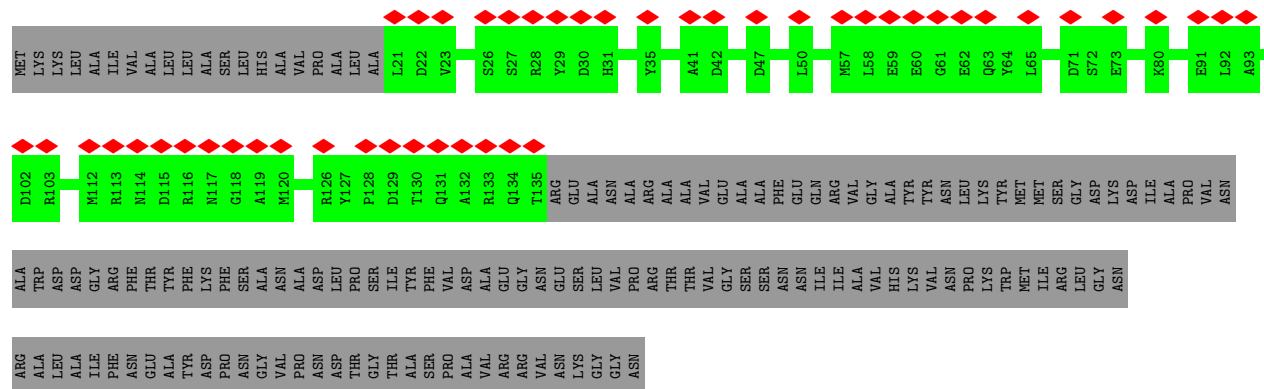 MET LYS LYS LEU ALA ILE VAL ALA LEU LEU ALA SER LEU HIS ALA VAL PRO ALA LEU ALA L21 D22 V23 S26 S27 R28 Y29 D30 H31 Y35 A41 D42 D47 L50 M57 L58 E59 E60 G61 E62 Q63 Y64 L65 D71 S72 E73 K80 E91 L92 A93
D102 R103 M112 R113 N114 D115 R116 N117 G118 A119 M120 R126 Y127 P128 D129 T130 Q131 A132 R133 Q134 T135 ARG GLU ALA ASN ALA ARG ALA ALA VAL GLU ALA ALA PHE GLU GLN ARG VAL GLY ALA TYR TYR ASN LEU LYS TYR MET MET SER GLY ASP LYS ASP ILE ALA PRO VAL ASN
ALA TRP ASP ASP GLY ARG PHE THR TYR PHE LYS PHE SER ALA ASN ALA ASP LEU PRO SER ILE TYR PHE VAL ASP ALA GLU GLY ASN GLU SER LEU VAL PRO ARG THR THR VAL GLY SER SER ASN ASN ILE ILE ALA VAL HIS LYS VAL ASN PRO LYS TRP MET ILE ARG LEU GLY ASN
ARG ALA LEU ALA ILE PHE ASN GLU ALA TYR ASP PRO ASN GLY VAL PRO ASN ASP THR GLY THR ALA SER PRO ALA VAL ARG ARG VAL ASN LYS GLY GLY ASN